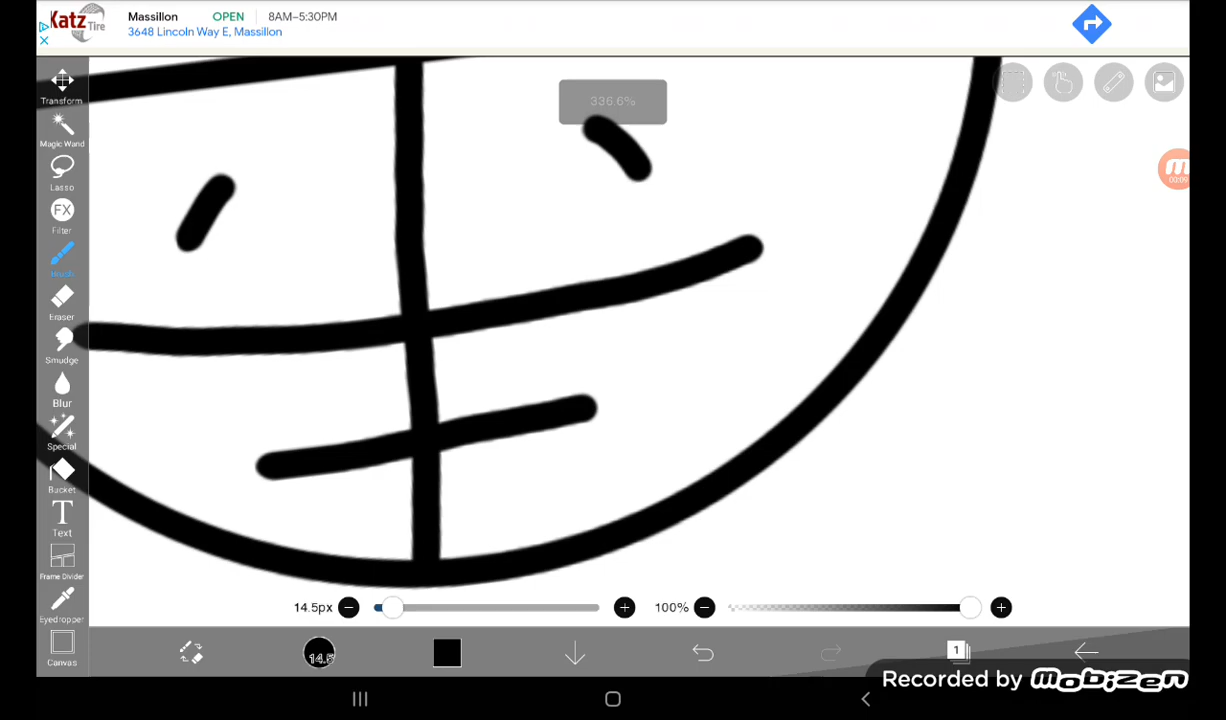 Katz Tire
Massillon OPEN 8AM–5:30PM
3648 Lincoln Way E, Massillon
336.6%
00:09
Transform
Magic Wand
Lasso
FX
Filter
Brush
Eraser
Smudge
Blur
Special
Bucket
T
Text
Frame Divider
Eyedropper
Canvas
14.5px
100%
14.5
1
Recorded by mobizen